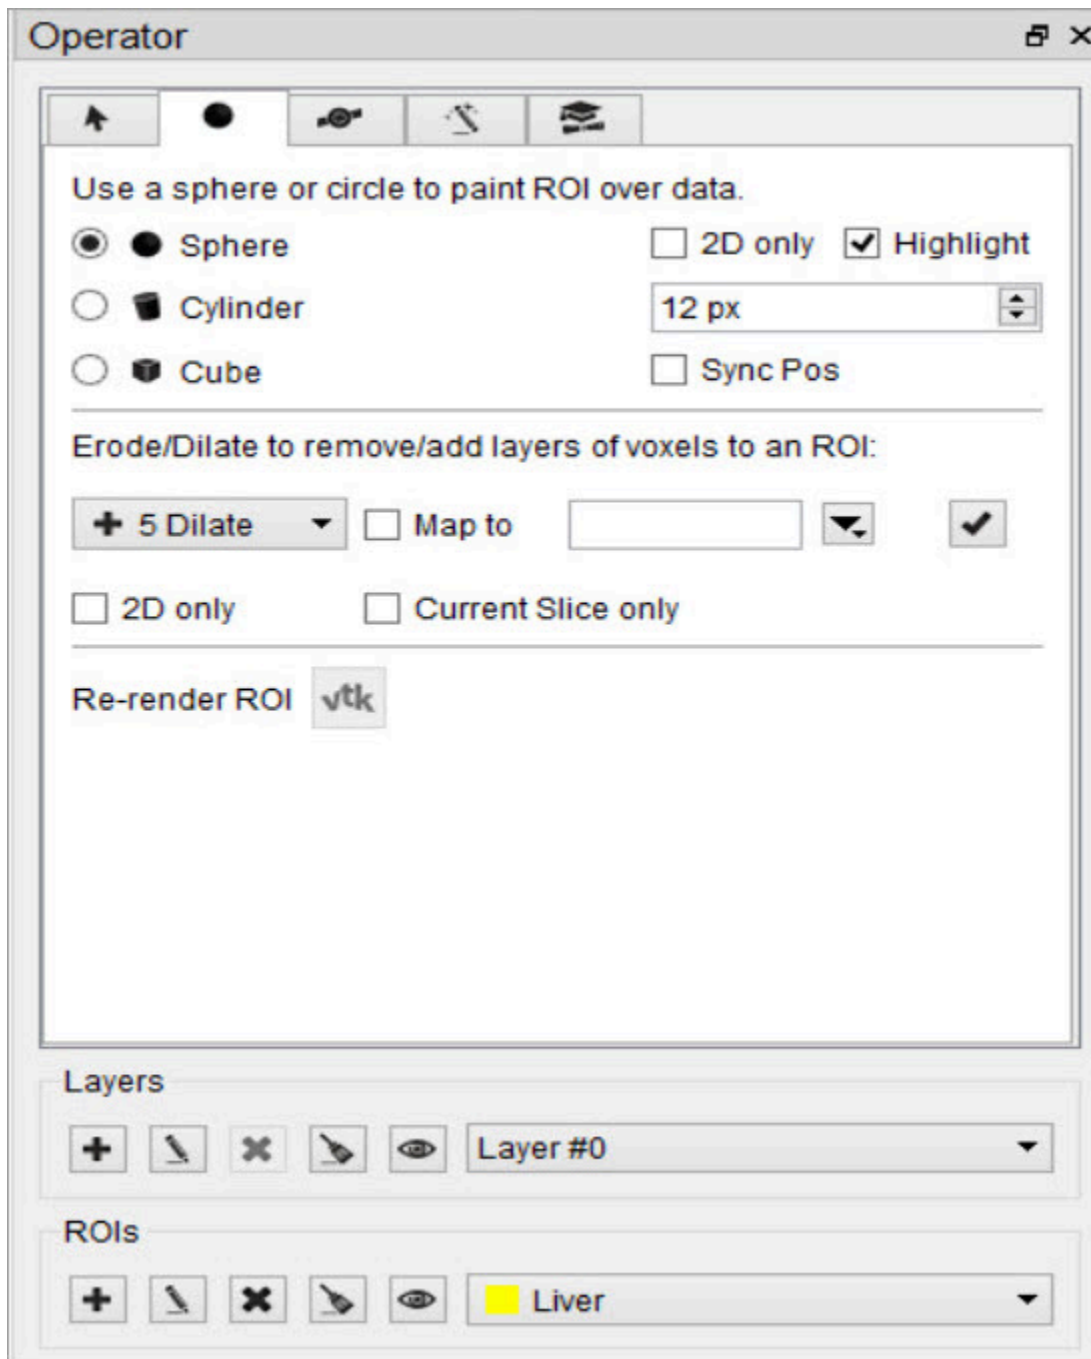 Operator
Use a sphere or circle to paint ROI over data.
Sphere 2D only Highlight
Cylinder 12 px
Cube Sync Pos
Erode/Dilate to remove/add layers of voxels to an ROI:
5 Dilate Map to
2D only Current Slice only
Re-render ROI vtk
Layers
Layer #0
ROIs
Liver